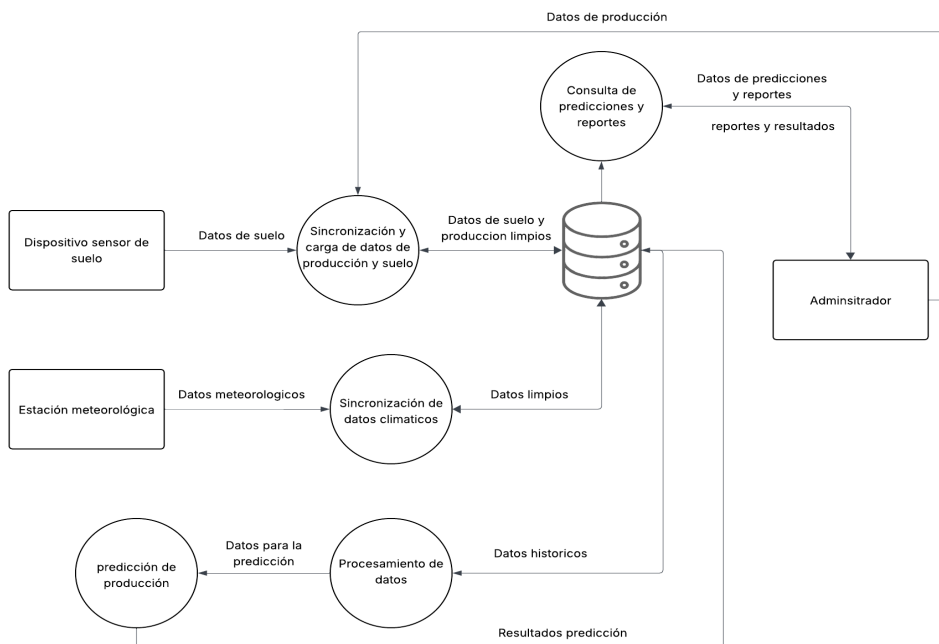 Datos de producción
Consulta de
predicciones y
reportes
Datos de predicciones
y reportes
reportes y resultados
Dispositivo sensor de
suelo
Datos de suelo
Sincronización y
carga de datos de
producción y suelo
Datos de suelo y
produccion limpios
Adminsitrador
Estación meteorológica
Datos meteorologicos
Sincronización de
datos climaticos
Datos limpios
predicción de
producción
Datos para la
predicción
Procesamiento de
datos
Datos historicos
Resultados predicción